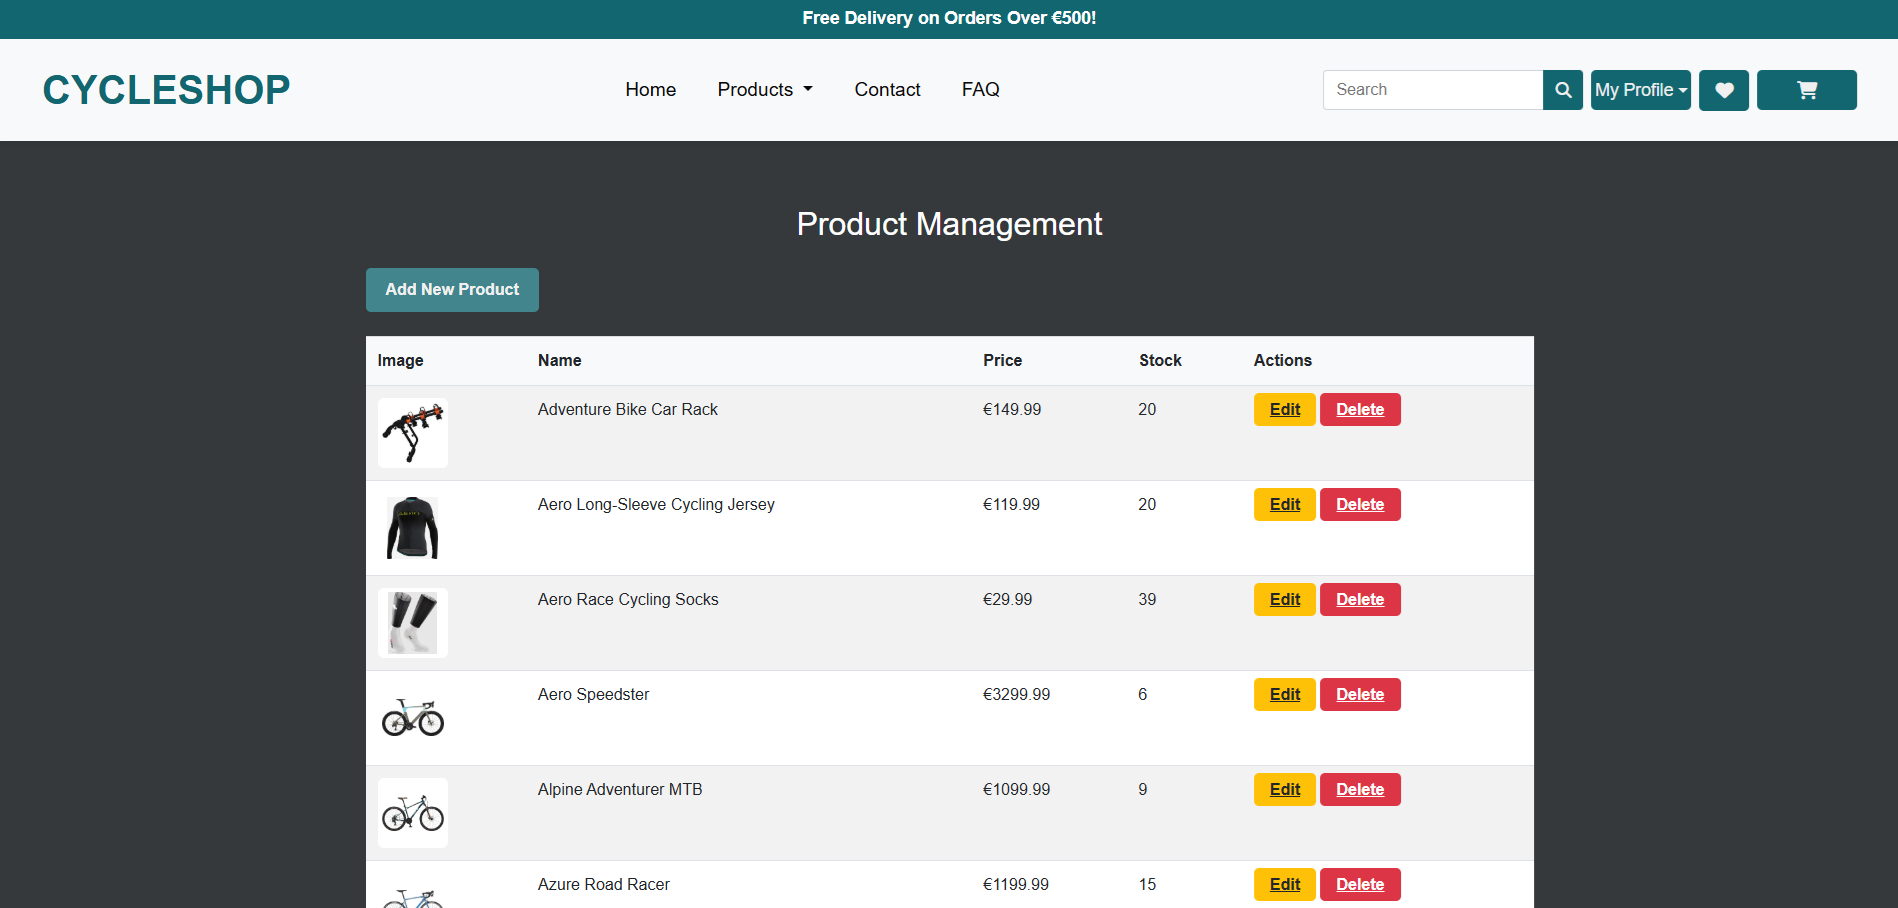 Free Delivery on Orders Over €500!
CYCLESHOP
Home Products Contact FAQ
Search
My Profile
Product Management
Add New Product
Image Name Price Stock Actions
Adventure Bike Car Rack €149.99 20 Edit Delete
Aero Long-Sleeve Cycling Jersey €119.99 20 Edit Delete
Aero Race Cycling Socks €29.99 39 Edit Delete
Aero Speedster €3299.99 6 Edit Delete
Alpine Adventurer MTB €1099.99 9 Edit Delete
Azure Road Racer €1199.99 15 Edit Delete